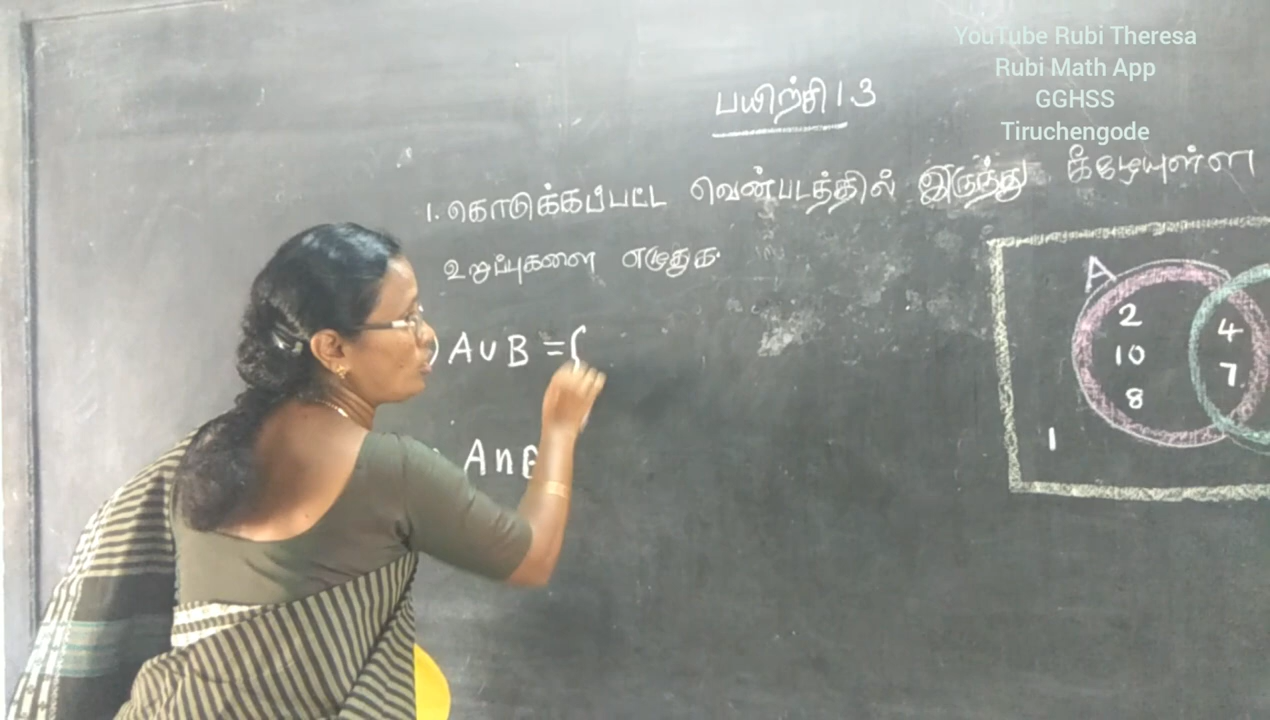 YouTube Rubi Theresa
Rubi Math App
GGHSS
Tiruchengode
பயிற்சி 1.3
1. கொடுக்கப்பட்ட வென்படத்தில் இருந்து கீழேயுள்ள
உறுப்புகளை எழுதுக.
) A∪B = {
A∩B
A
2
10
8
4
7
1